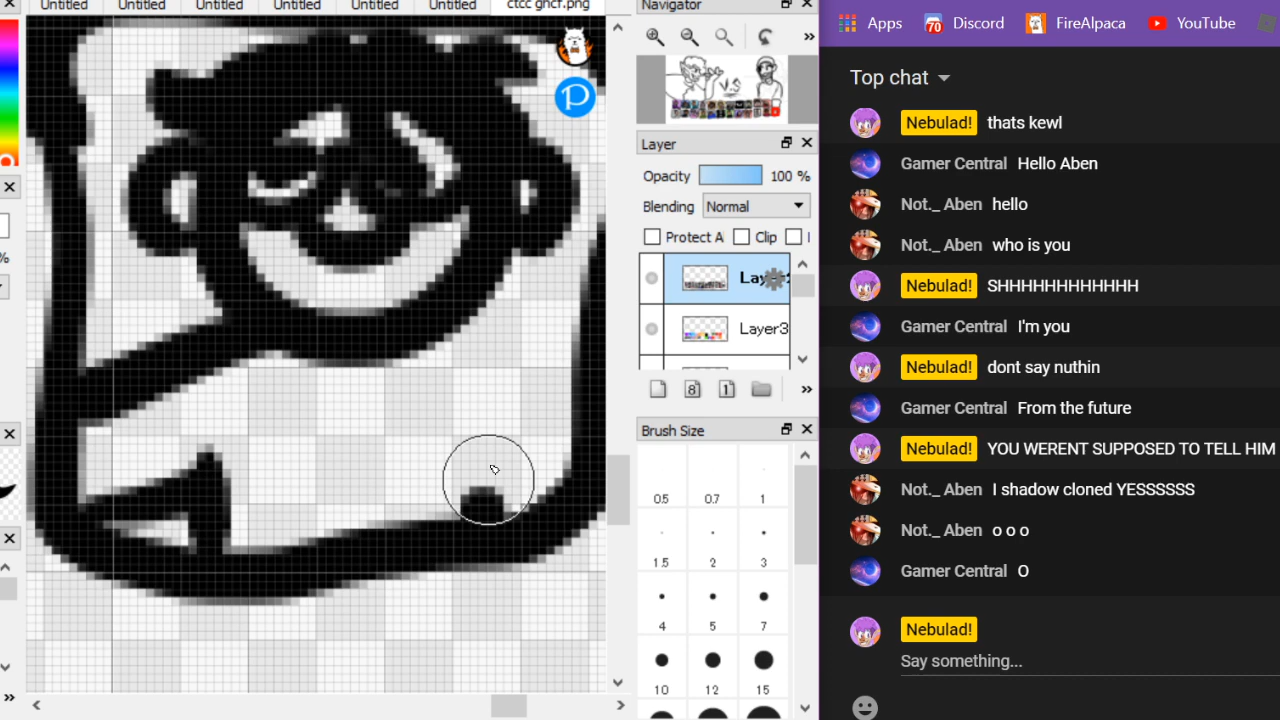 Untitled Untitled Untitled Untitled Untitled
Navigator
Apps
70
Discord
FireAlpaca
YouTube
V.S
Top chat
Nebulad! thats kewl
Gamer Central Hello Aben
Not._ Aben hello
Not._ Aben who is you
Nebulad! SHHHHHHHHHHHH
Gamer Central I'm you
Nebulad! dont say nuthin
Gamer Central From the future
Nebulad! YOU WERENT SUPPOSED TO TELL HIM
Not._ Aben I shadow cloned YESSSSSS
Not._ Aben o o o
Gamer Central O
Nebulad!
Say something...
Layer
Opacity 100 %
Blending Normal
Protect A Clip
Layer3
8 1
Brush Size
0.5 0.7 1
1.5 2 3
4 5 7
10 12 15
%